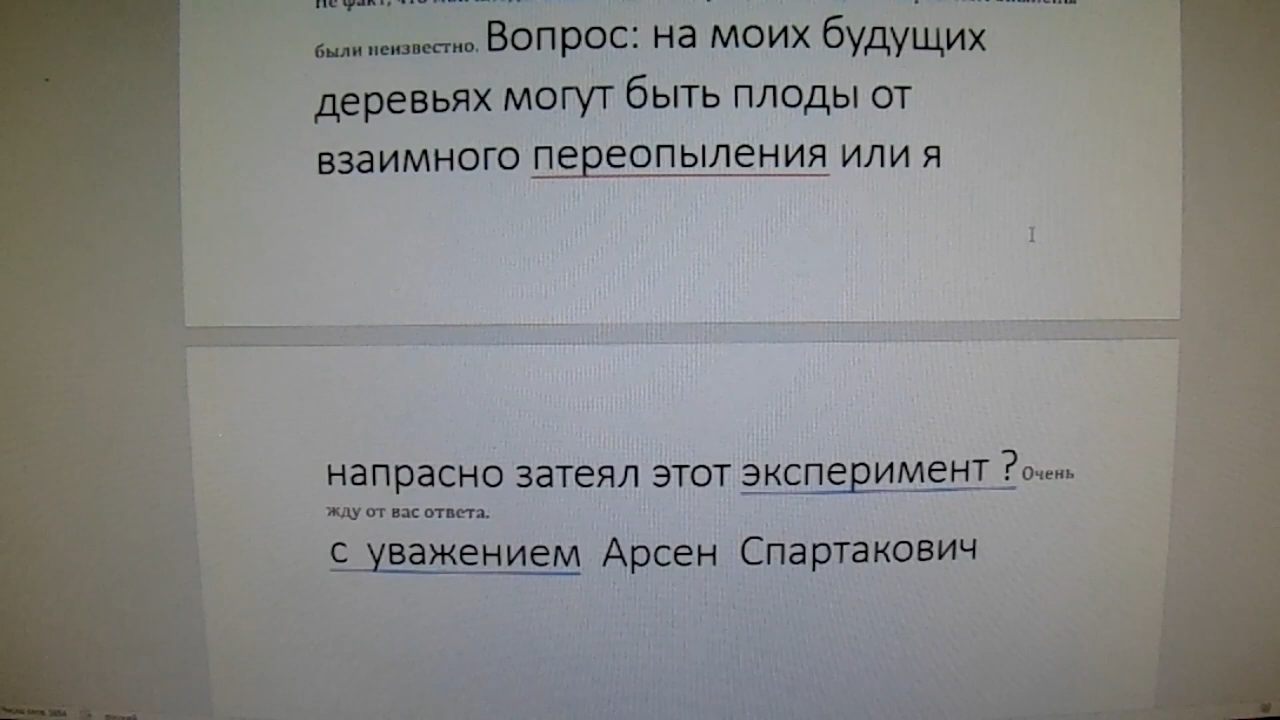 были неизвестно. Вопрос: на моих будущих
деревьях могут быть плоды от
взаимного переопыления или я
напрасно затеял этот эксперимент ? Очень
жду от вас ответа.
с уважением Арсен Спартакович